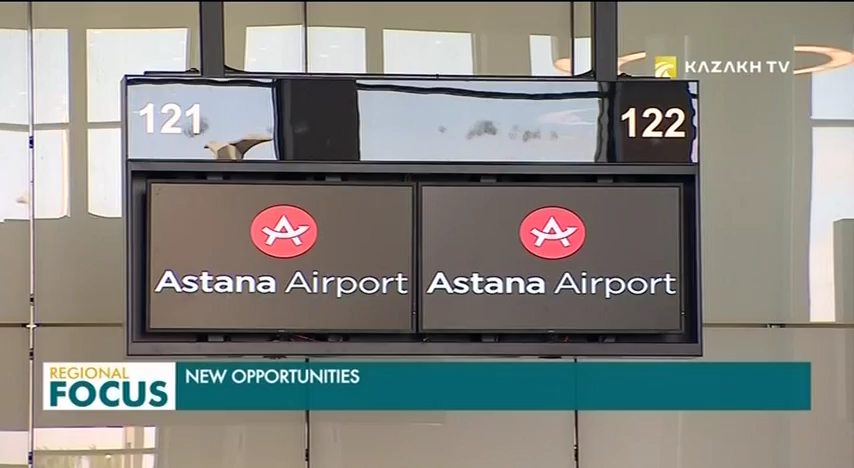 KAZAKH TV
121
122
Astana Airport
Astana Airport
REGIONAL
FOCUS
NEW OPPORTUNITIES